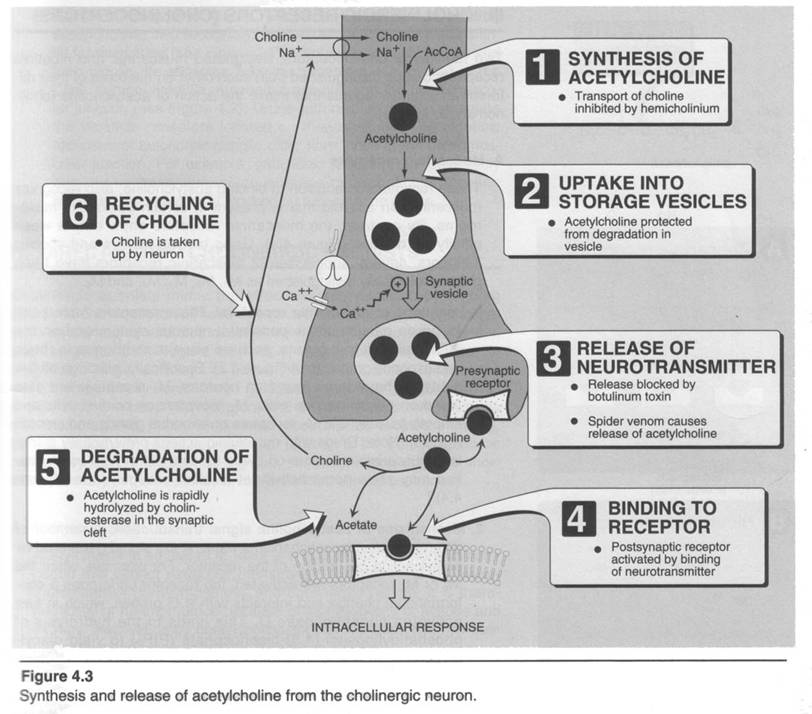 Choline
Choline
Na+
Na+
AcCoA
1 SYNTHESIS OF
ACETYLCHOLINE
• Transport of choline
inhibited by hemicholinium
Acetylcholine
2 UPTAKE INTO
STORAGE VESICLES
• Acetylcholine protected
from degradation in
vesicle
6 RECYCLING
OF CHOLINE
• Choline is taken
up by neuron
Ca++
Ca++
+
Synaptic
vesicle
3 RELEASE OF
NEUROTRANSMITTER
• Release blocked by
botulinum toxin
• Spider venom causes
release of acetylcholine
Presynaptic
receptor
Acetylcholine
5 DEGRADATION OF
ACETYLCHOLINE
• Acetylcholine is rapidly
hydrolyzed by cholin-
esterase in the synaptic
cleft
Choline
Acetate
4 BINDING TO
RECEPTOR
• Postsynaptic receptor
activated by binding
of neurotransmitter
INTRACELLULAR RESPONSE
Figure 4.3
Synthesis and release of acetylcholine from the cholinergic neuron.